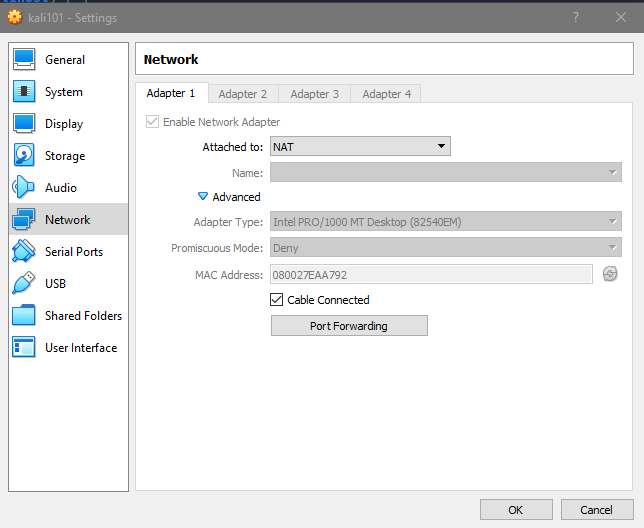 kali101 - Settings
?
General
System
Display
Storage
Audio
Network
Serial Ports
USB
Shared Folders
User Interface
Network
Adapter 1 Adapter 2 Adapter 3 Adapter 4
Enable Network Adapter
Attached to: NAT
Name:
Advanced
Adapter Type: Intel PRO/1000 MT Desktop (82540EM)
Promiscuous Mode: Deny
MAC Address: 080027EAA792
Cable Connected
Port Forwarding
OK Cancel